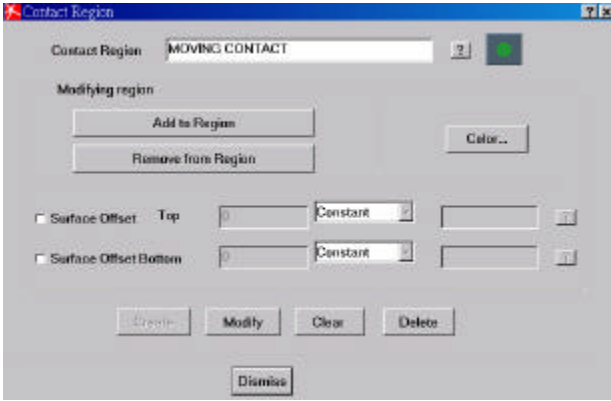 Contact Region
Contact Region MOVING CONTACT ?
Modifying region
Add to Region
Color...
Remove from Region
Surface Offset Top 0 Constant
Surface Offset Bottom 0 Constant
Create Modify Clear Delete
Dismiss